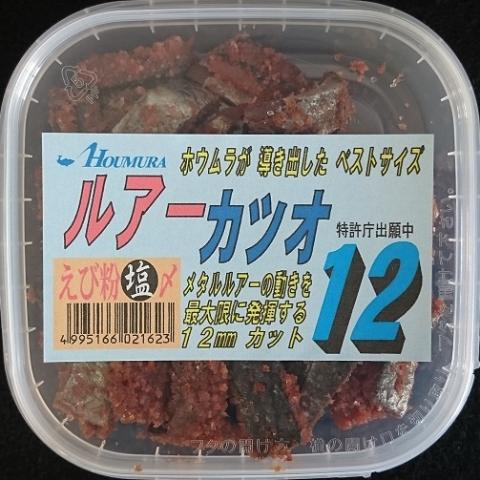 HOUMURA
ホウムラが 導き出した ベストサイズ
ルアーカツオ
特許庁出願中
12
えび粉塩〆
メタルルアーの動きを
最大限に発揮する
12mm カット
4995166021623